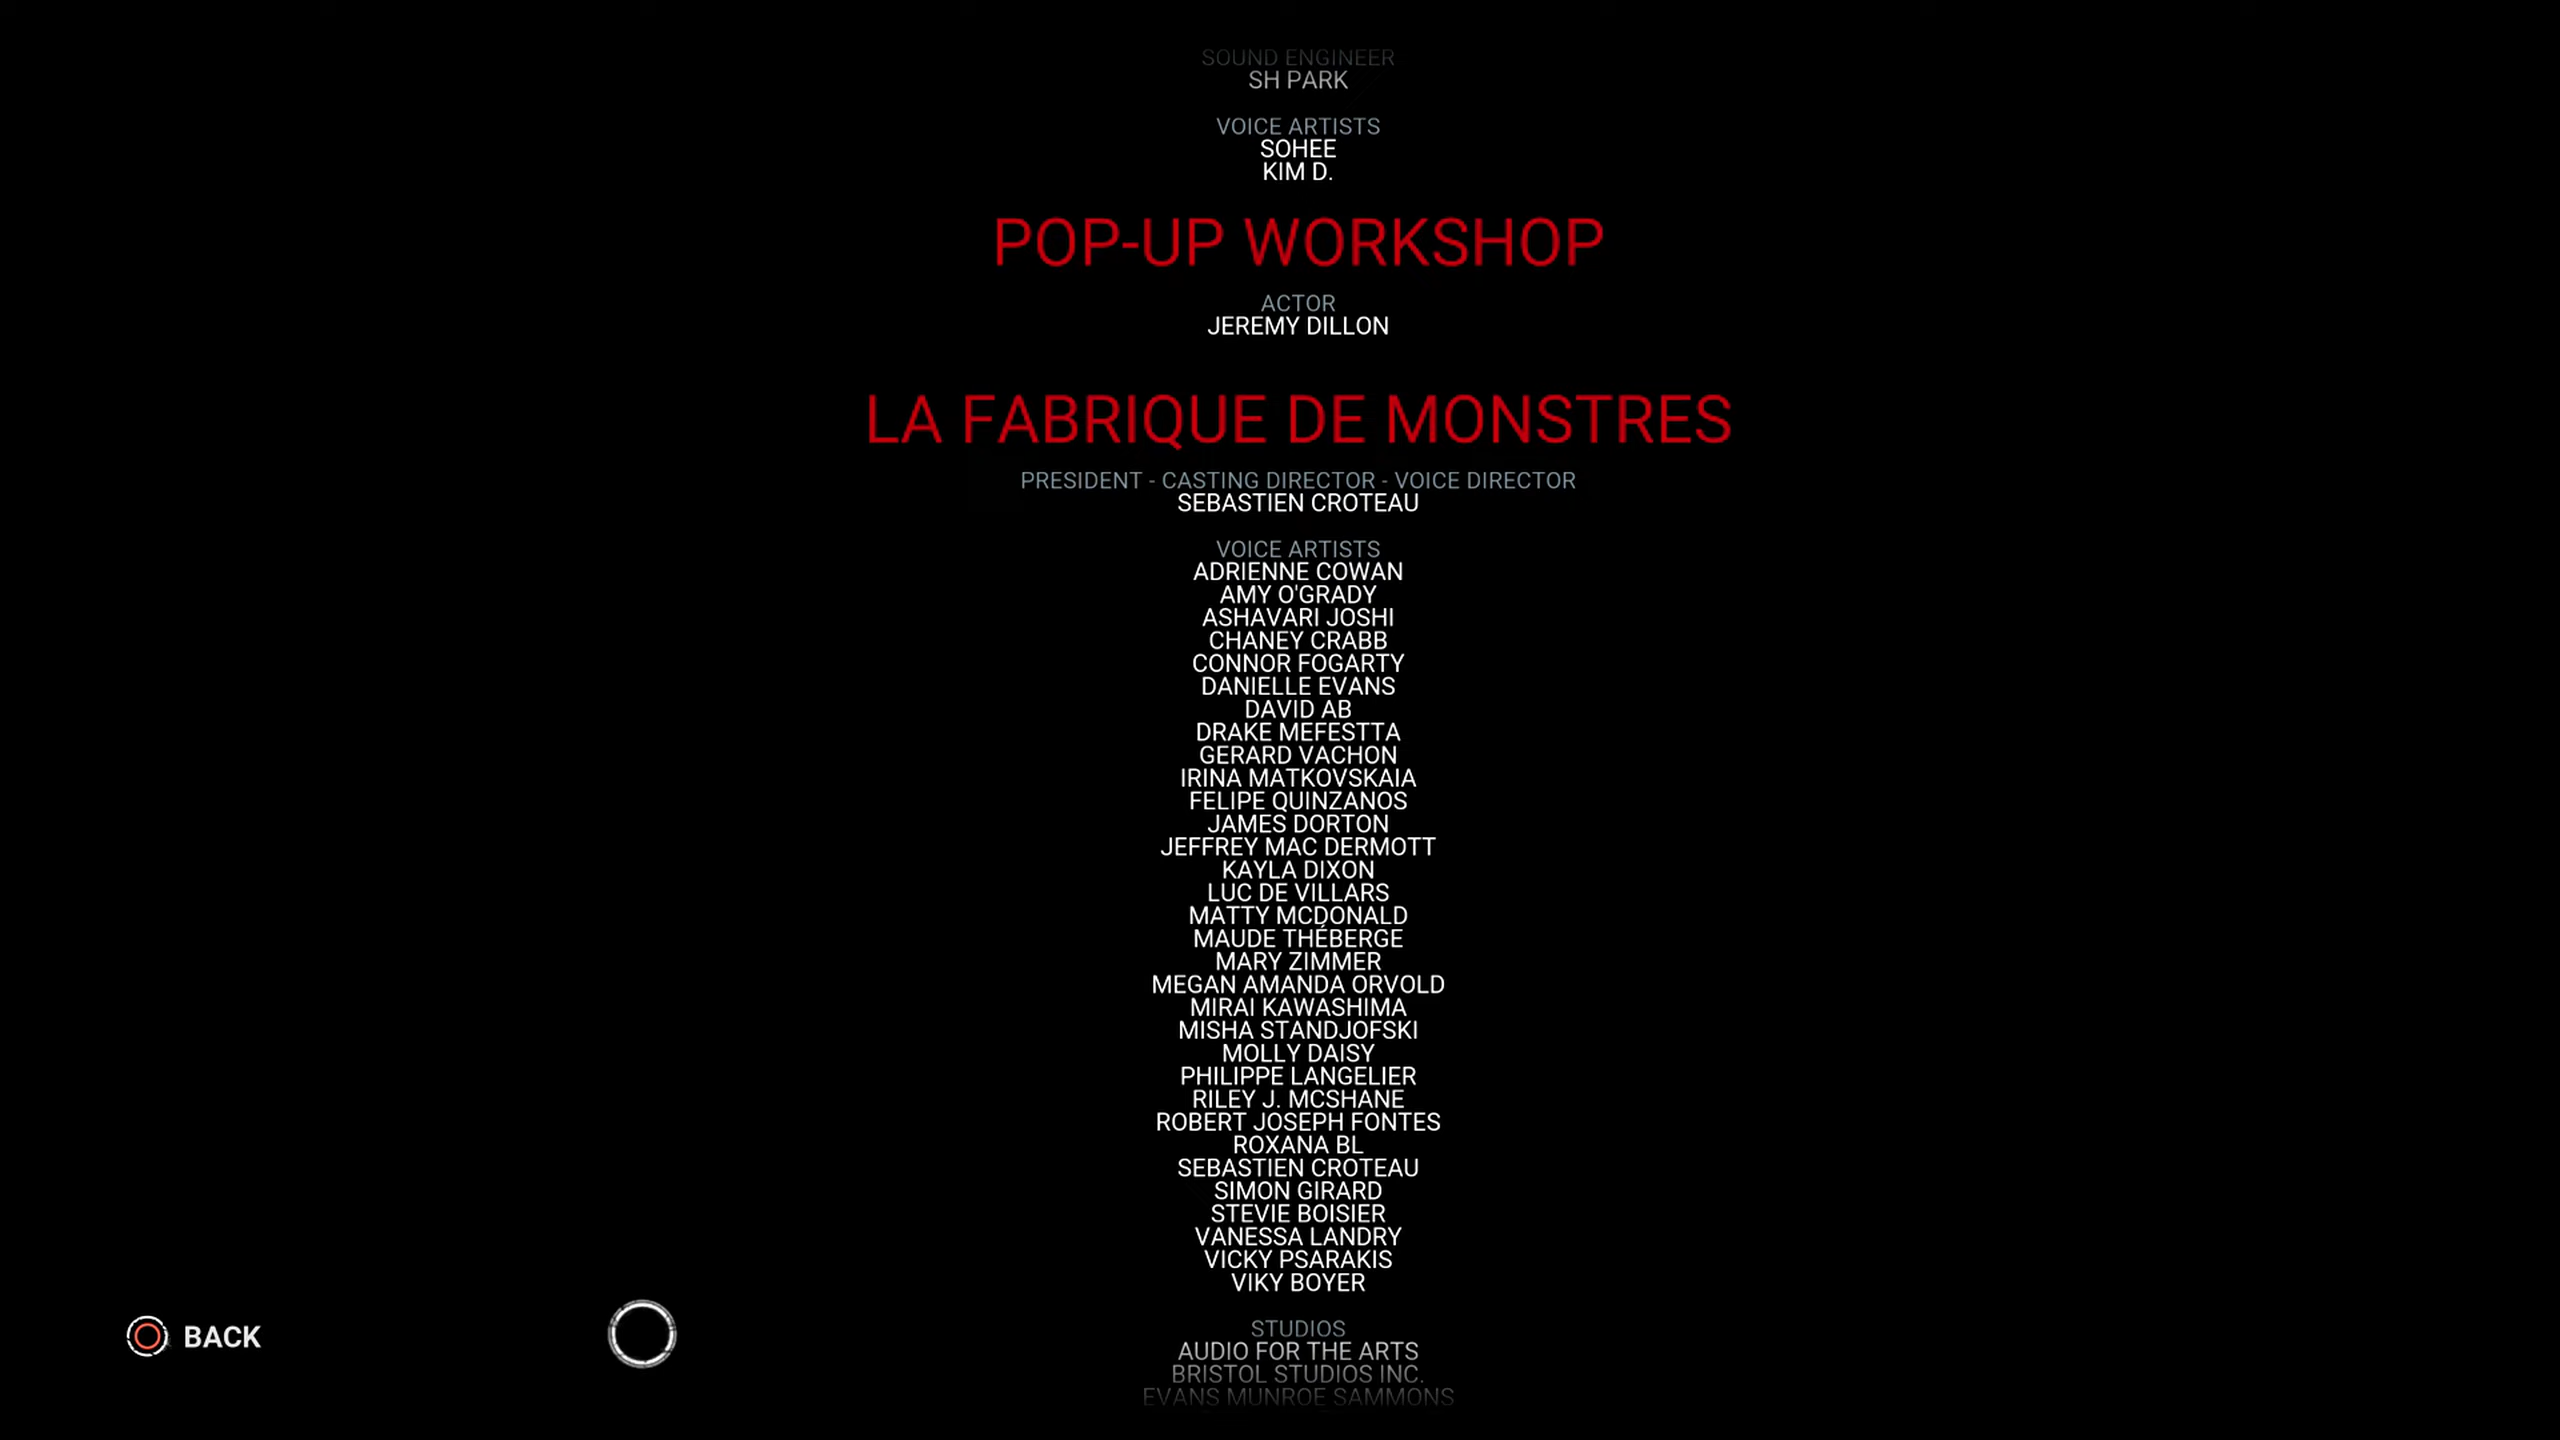 SOUND ENGINEER
SH PARK
VOICE ARTISTS
SOHEE
KIM D.
POP-UP WORKSHOP
ACTOR
JEREMY DILLON
LA FABRIQUE DE MONSTRES
PRESIDENT - CASTING DIRECTOR - VOICE DIRECTOR
SEBASTIEN CROTEAU
VOICE ARTISTS
ADRIENNE COWAN
AMY O'GRADY
ASHAVARI JOSHI
CHANEY CRABB
CONNOR FOGARTY
DANIELLE EVANS
DAVID AB
DRAKE MEFESTTA
GERARD VACHON
IRINA MATKOVSKAIA
FELIPE QUINZANOS
JAMES DORTON
JEFFREY MAC DERMOTT
KAYLA DIXON
LUC DE VILLARS
MATTY MCDONALD
MAUDE THÉBERGE
MARY ZIMMER
MEGAN AMANDA ORVOLD
MIRAI KAWASHIMA
MISHA STANDJOFSKI
MOLLY DAISY
PHILIPPE LANGELIER
RILEY J. MCSHANE
ROBERT JOSEPH FONTES
ROXANA BL
SEBASTIEN CROTEAU
SIMON GIRARD
STEVIE BOISIER
VANESSA LANDRY
VICKY PSARAKIS
VIKY BOYER
STUDIOS
AUDIO FOR THE ARTS
BRISTOL STUDIOS INC.
EVANS MUNROE SAMMONS
BACK